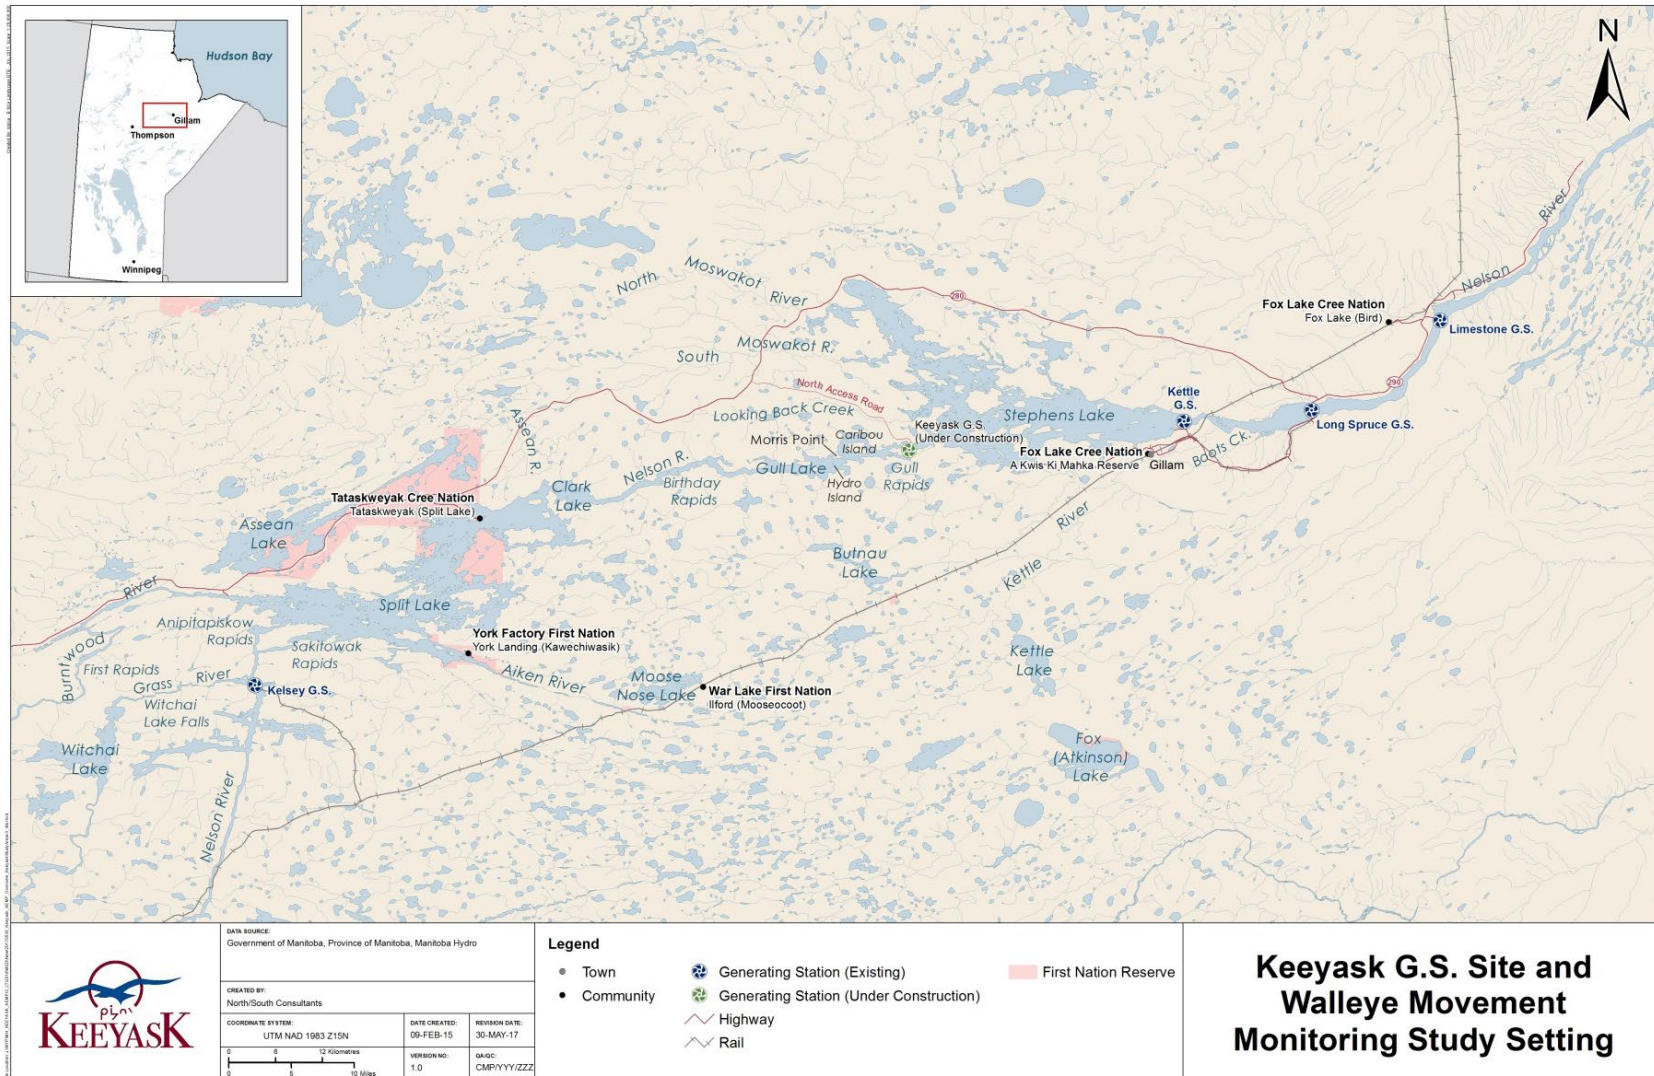 Hudson Bay
Gillam
Thompson
Winnipeg
N
North
Moswakot
River
280
River
Nelson
Fox Lake Cree Nation
Fox Lake (Bird)
Limestone G.S.
South
Moswakot R.
North Access Road
290
Kettle
G.S.
Looking Back Creek
Stephens Lake
Long Spruce G.S.
Assean R.
Morris Point
Caribou
Island
Keeyask G.S.
(Under Construction)
Fox Lake Cree Nation
A Kwis Ki Mahka Reserve
Gillam
Boots Ck.
Nelson R.
Gull Lake
Gull
Rapids
Birthday
Rapids
Hydro
Island
Clark
Lake
Tataskweyak Cree Nation
Tataskweyak (Split Lake)
Assean
Lake
River
Kettle
Butnau
Lake
River
Burntwood
Split Lake
Anipitapiskow
Rapids
Sakitowak
Rapids
York Factory First Nation
York Landing (Kawechiwasik)
Aiken River
First Rapids
Grass
River
Kelsey G.S.
Moose
Nose Lake
War Lake First Nation
Ilford (Mooseocoot)
Kettle
Lake
Witchai
Lake Falls
Witchai
Lake
Fox
(Atkinson)
Lake
Nelson River
ᑭᔭᐢᐠ
KEEYASK
DATA SOURCE:
Government of Manitoba, Province of Manitoba, Manitoba Hydro
CREATED BY:
North/South Consultants
COORDINATE SYSTEM:
UTM NAD 1983 Z15N
DATE CREATED:
09-FEB-15
REVISION DATE:
30-MAY-17
0 6 12 Kilometres
0 5 10 Miles
VERSION NO:
1.0
QA/QC:
CMP/YYY/ZZZ
Legend
Town
Community
Generating Station (Existing)
Generating Station (Under Construction)
Highway
Rail
First Nation Reserve
Keeyask G.S. Site and
Walleye Movement
Monitoring Study Setting